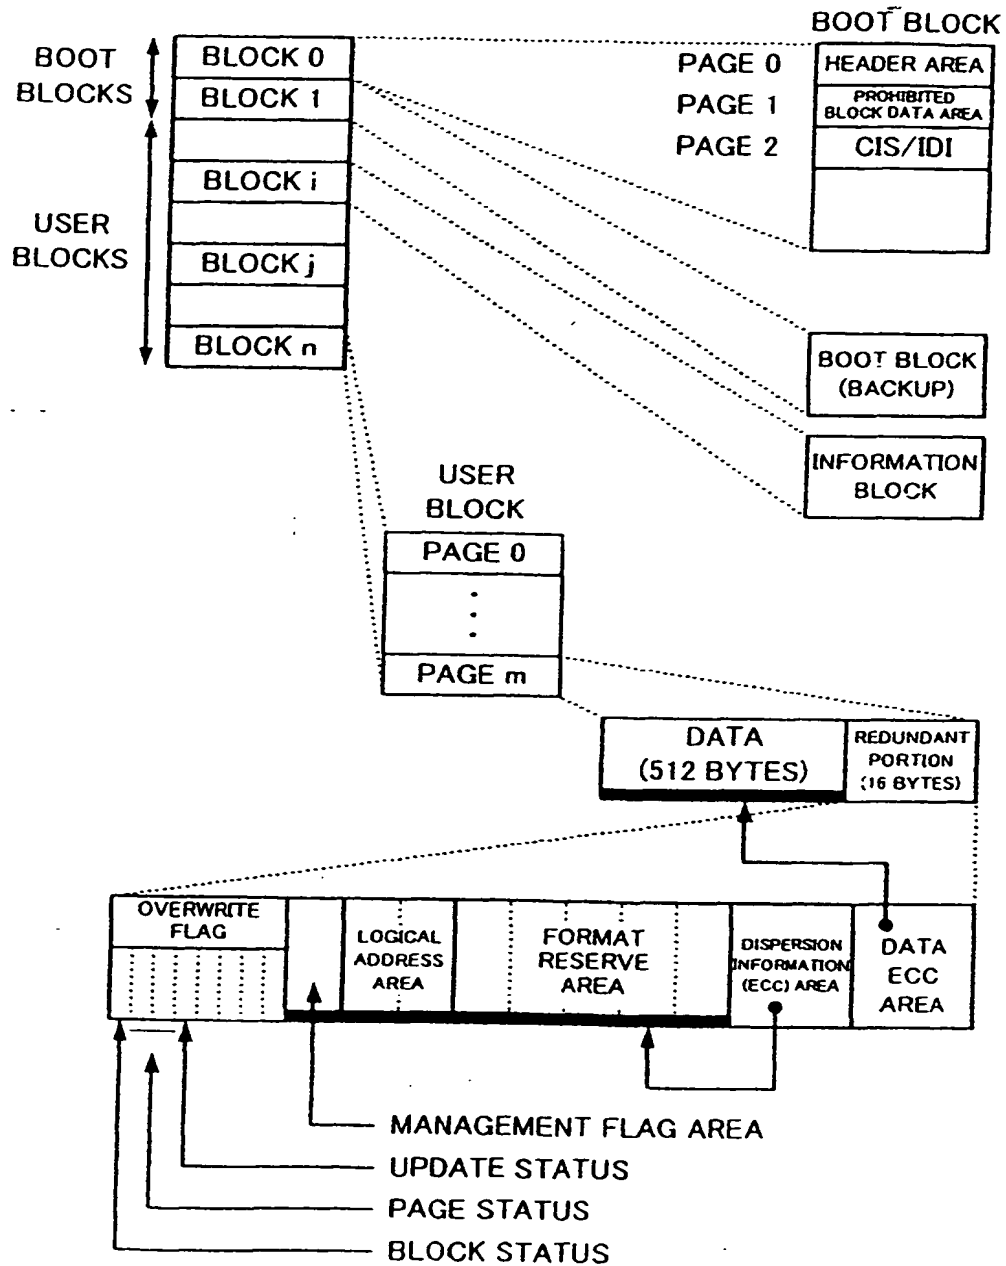 BOOT BLOCK
BOOT
BLOCKS
BLOCK 0
BLOCK 1
BLOCK i
BLOCK j
BLOCK n
USER
BLOCKS
PAGE 0
HEADER AREA
PAGE 1
PROHIBITED
BLOCK DATA AREA
PAGE 2
CIS/IDI
BOOT BLOCK
(BACKUP)
INFORMATION
BLOCK
USER
BLOCK
PAGE 0
PAGE m
DATA
(512 BYTES)
REDUNDANT
PORTION
(16 BYTES)
OVERWRITE
FLAG
LOGICAL
ADDRESS
AREA
FORMAT
RESERVE
AREA
DISPERSION
INFORMATION
(ECC) AREA
DATA
ECC
AREA
MANAGEMENT FLAG AREA
UPDATE STATUS
PAGE STATUS
BLOCK STATUS